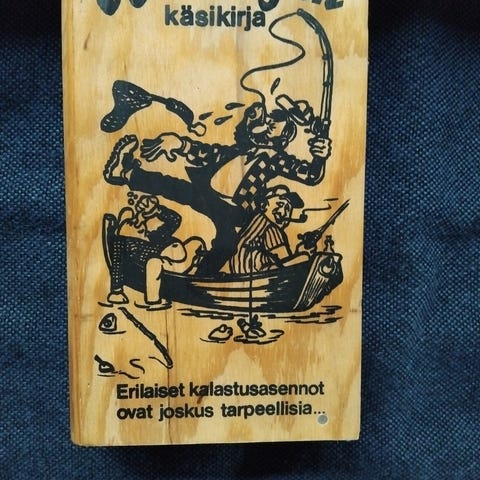 käsikirja
Erilaiset kalastusasennot
ovat joskus tarpeellisia...